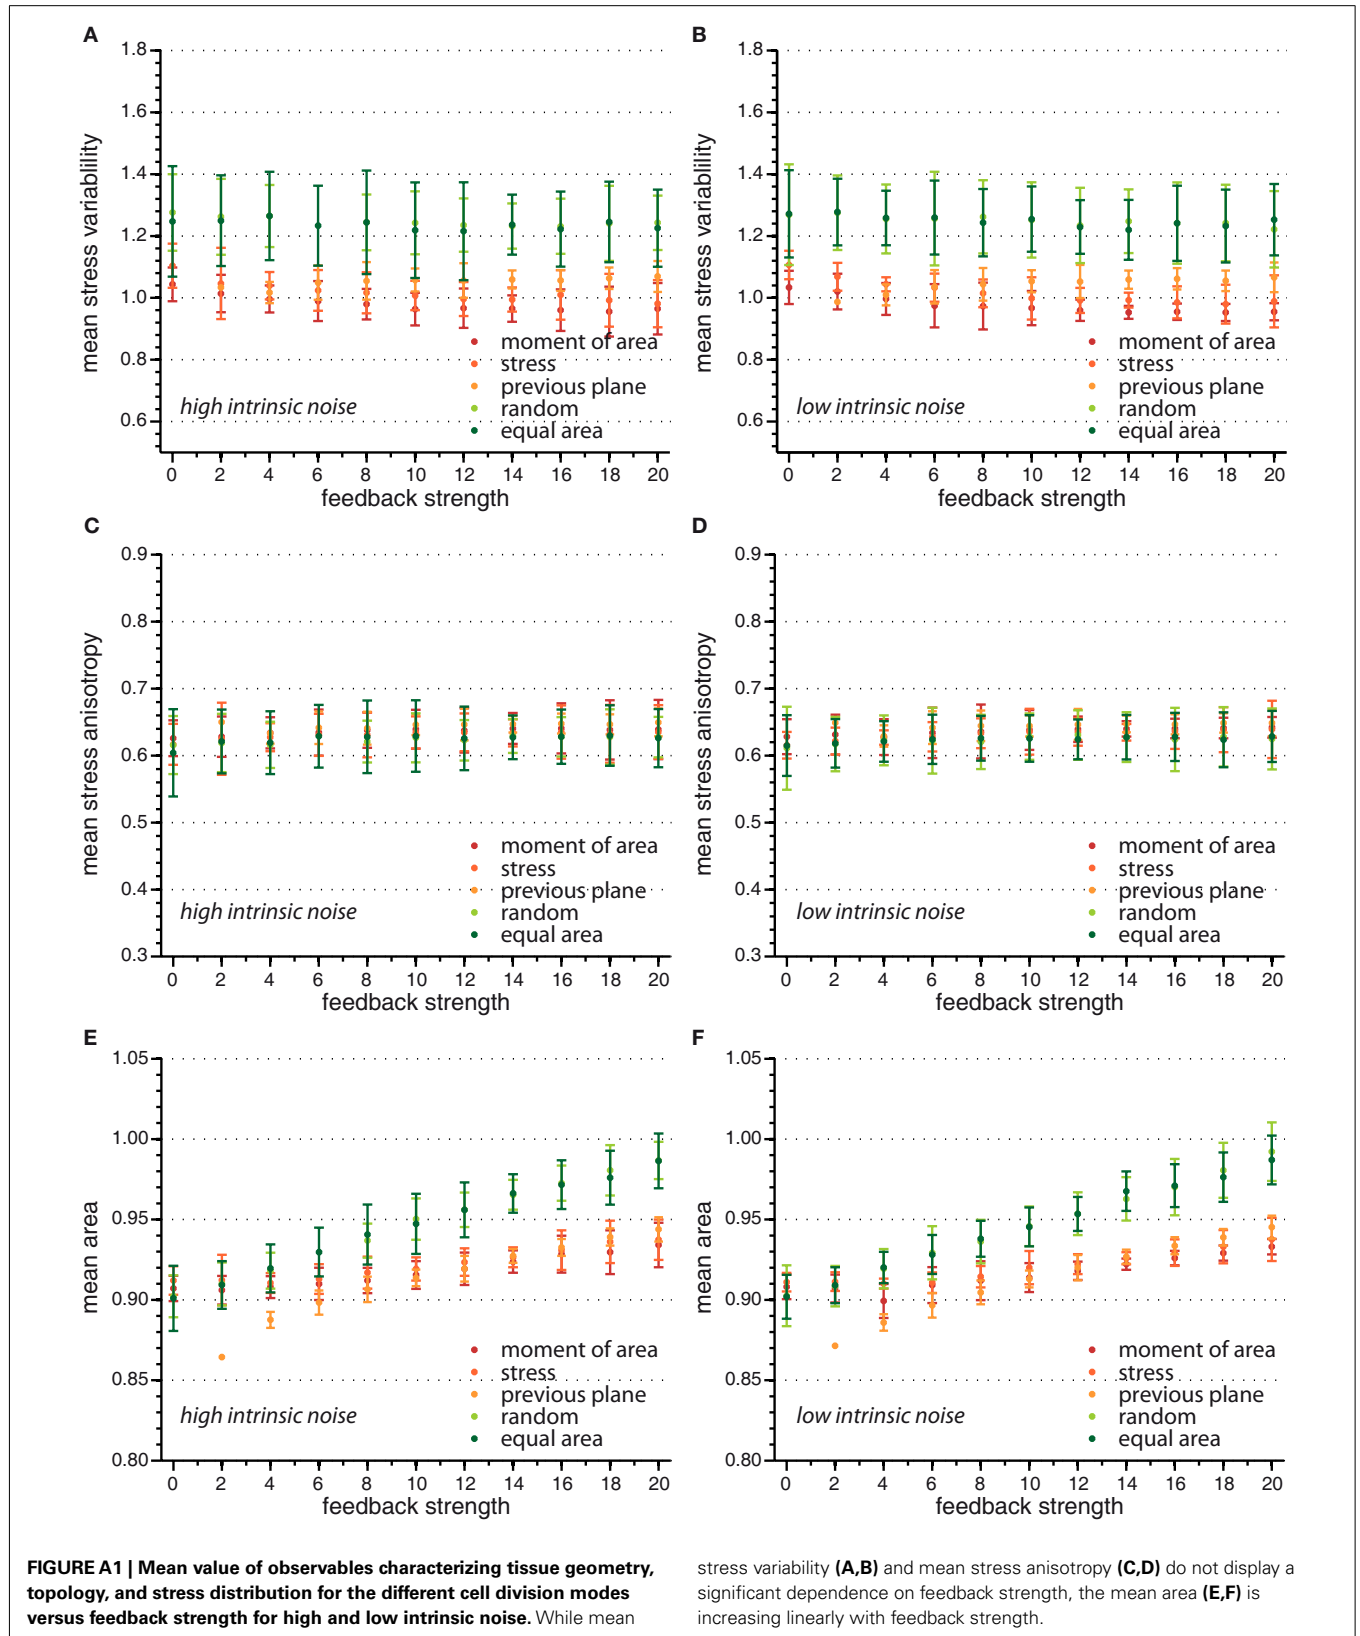 A
1.8
1.6
1.4
1.2
1.0
0.8
0.6
mean stress variablility
high intrinsic noise
moment of area
stress
previous plane
random
equal area
0 2 4 6 8 10 12 14 16 18 20
feedback strength
B
1.8
1.6
1.4
1.2
1.0
0.8
0.6
mean stress variablility
low intrinsic noise
moment of area
stress
previous plane
random
equal area
0 2 4 6 8 10 12 14 16 18 20
feedback strength
C
0.9
0.8
0.7
0.6
0.5
0.4
0.3
mean stress anisotropy
high intrinsic noise
moment of area
stress
previous plane
random
equal area
0 2 4 6 8 10 12 14 16 18 20
feedback strength
D
0.9
0.8
0.7
0.6
0.5
0.4
0.3
mean stress anisotropy
low intrinsic noise
moment of area
stress
previous plane
random
equal area
0 2 4 6 8 10 12 14 16 18 20
feedback strength
E
1.05
1.00
0.95
0.90
0.85
0.80
mean area
high intrinsic noise
moment of area
stress
previous plane
random
equal area
0 2 4 6 8 10 12 14 16 18 20
feedback strength
F
1.05
1.00
0.95
0.90
0.85
0.80
mean area
low intrinsic noise
moment of area
stress
previous plane
random
equal area
0 2 4 6 8 10 12 14 16 18 20
feedback strength
FIGURE A1 | Mean value of observables characterizing tissue geometry,
topology, and stress distribution for the different cell division modes
versus feedback strength for high and low intrinsic noise. While mean
stress variability (A,B) and mean stress anisotropy (C,D) do not display a
significant dependence on feedback strength, the mean area (E,F) is
increasing linearly with feedback strength.